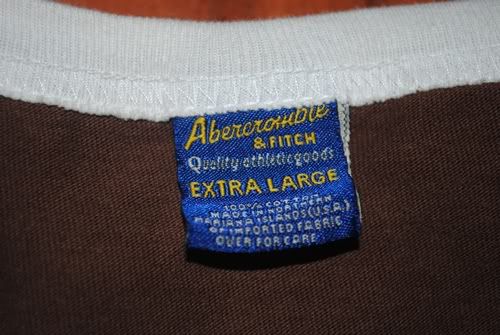 Abercrombie
& FITCH
Quality athletic goods
EXTRA LARGE
100% COTTON
MADE IN NORTHERN
MARIANA ISLANDS (U.S.A.)
OF IMPORTED FABRIC
OVER FOR CARE